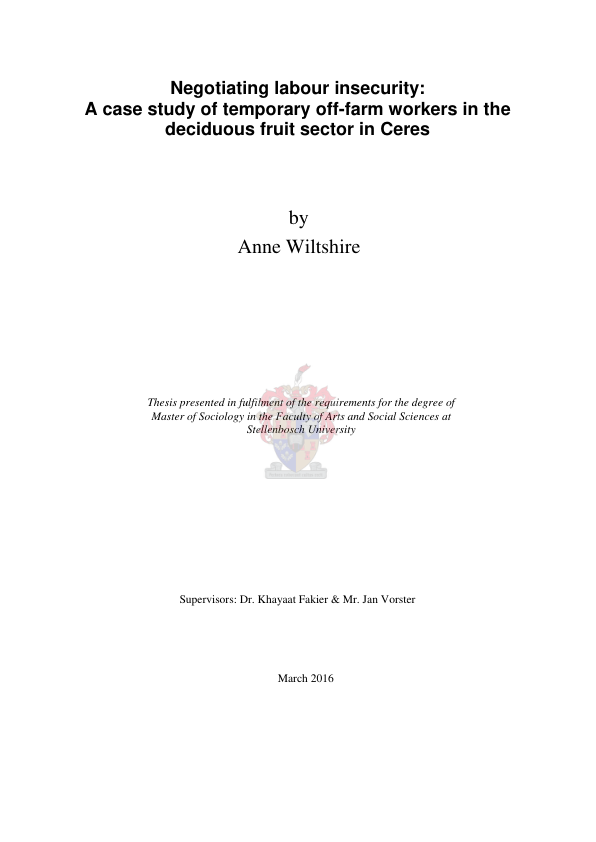 Negotiating labour insecurity:
A case study of temporary off-farm workers in the
deciduous fruit sector in Ceres
by
Anne Wiltshire
Thesis presented in fulfilment of the requirements for the degree of
Master of Sociology in the Faculty of Arts and Social Sciences at
Stellenbosch University
Supervisors: Dr. Khayaat Fakier & Mr. Jan Vorster
March 2016